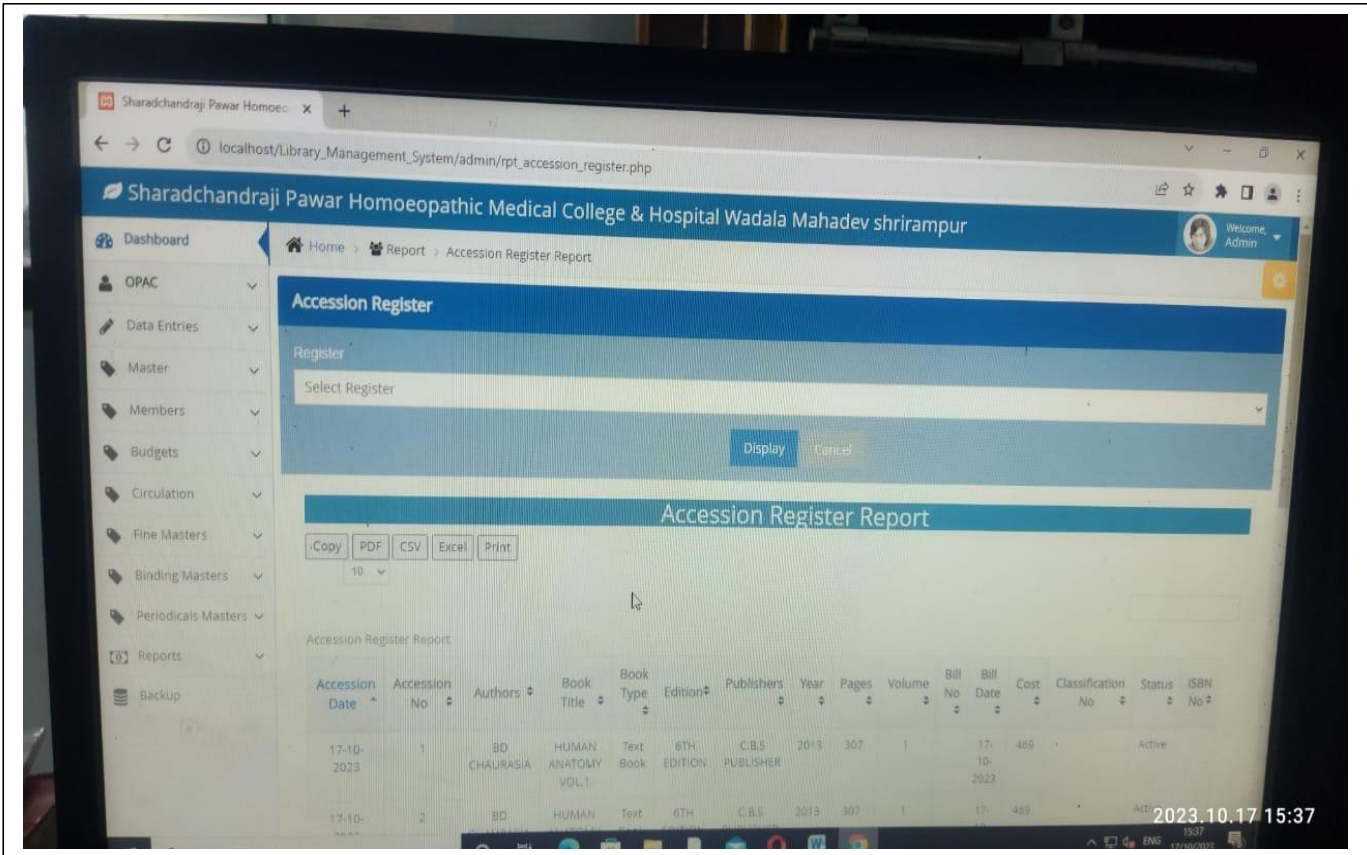 Sharadchandraji Pawar Homoeo
localhost/Library_Management_System/admin/rpt_accession_register.php
Sharadchandraji Pawar Homoeopathic Medical College & Hospital Wadala Mahadev shrirampur
Welcome,
Admin
Dashboard
Home > Report > Accession Register Report
OPAC
Data Entries
Master
Members
Budgets
Circulation
Fine Masters
Binding Masters
Periodicals Masters
Reports
Backup
Accession Register
Register
Select Register
Display Cancel
Accession Register Report
Copy PDF CSV Excel Print
10
Accession Register Report
Accession Date Accession No Authors Book Title Book Type Edition Publishers Year Pages Volume Bill No Bill Date Cost Classification No Status ISBN No
17-10-2023 1 BD CHAURASIA HUMAN ANATOMY VOL.1 Text Book 6TH EDITION C.B.S PUBLISHER 2013 307 1 17-10-2023 469 Active
17-10- 2 BD HUMAN Text 6TH C.B.S 2013 307 1 17- 469
2023.10.17 15:37
ENG
15:37
17/10/2023